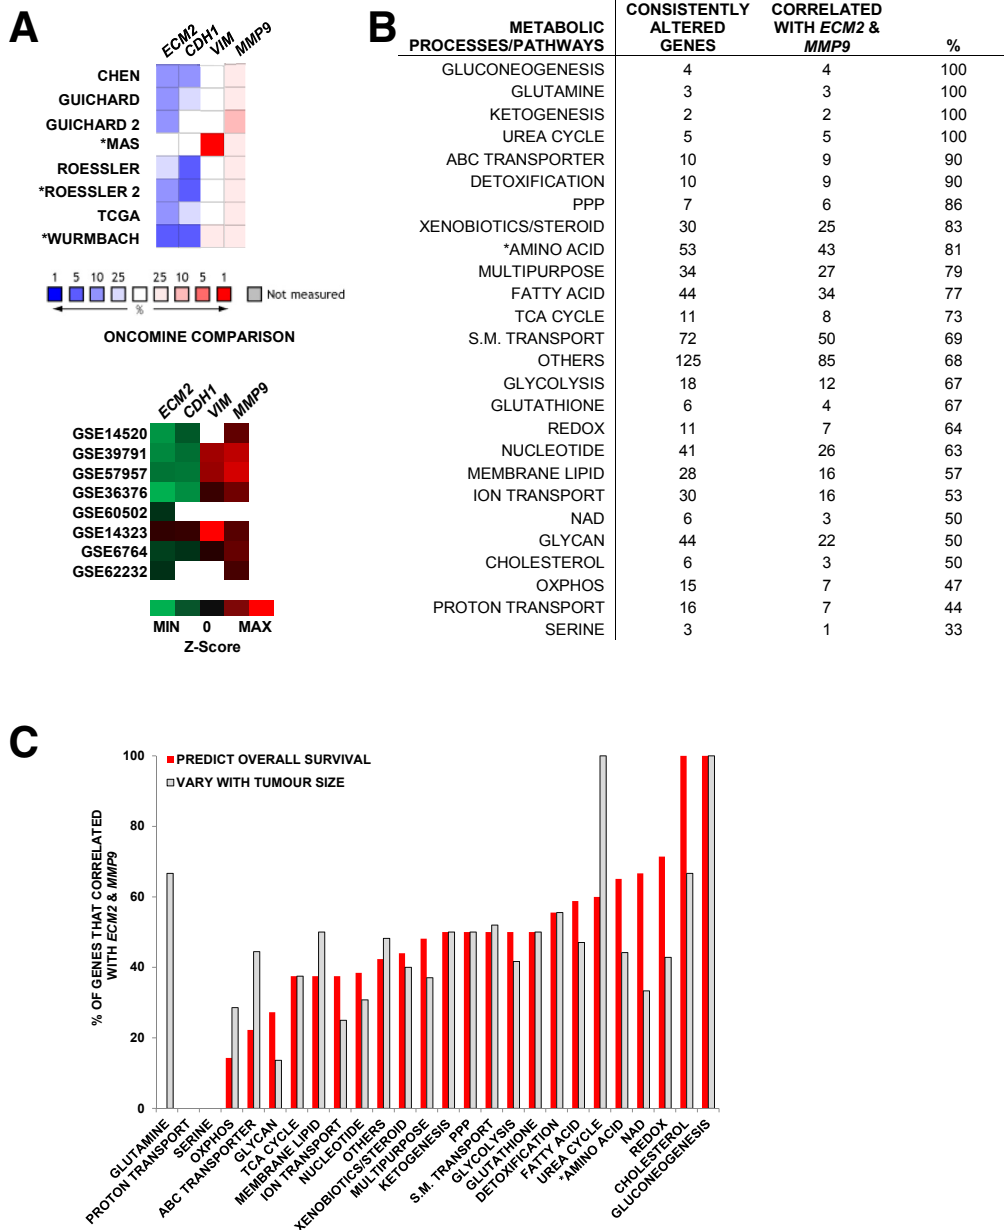 A
ECM2 CDH1 VIM MMP9
CHEN
GUICHARD
GUICHARD 2
*MAS
ROESSLER
*ROESSLER 2
TCGA
*WURMBACH
1 5 10 25 25 10 5 1
Not measured
%
ONCOMINE COMPARISON
ECM2 CDH1 VIM MMP9
GSE14520
GSE39791
GSE57957
GSE36376
GSE60502
GSE14323
GSE6764
GSE62232
MIN 0 MAX
Z-Score
B
METABOLIC PROCESSES/PATHWAYS CONSISTENTLY ALTERED GENES CORRELATED WITH ECM2 & MMP9 %
GLUCONEOGENESIS 4 4 100
GLUTAMINE 3 3 100
KETOGENESIS 2 2 100
UREA CYCLE 5 5 100
ABC TRANSPORTER 10 9 90
DETOXIFICATION 10 9 90
PPP 7 6 86
XENOBIOTICS/STEROID 30 25 83
*AMINO ACID 53 43 81
MULTIPURPOSE 34 27 79
FATTY ACID 44 34 77
TCA CYCLE 11 8 73
S.M. TRANSPORT 72 50 69
OTHERS 125 85 68
GLYCOLYSIS 18 12 67
GLUTATHIONE 6 4 67
REDOX 11 7 64
NUCLEOTIDE 41 26 63
MEMBRANE LIPID 28 16 57
ION TRANSPORT 30 16 53
NAD 6 3 50
GLYCAN 44 22 50
CHOLESTEROL 6 3 50
OXPHOS 15 7 47
PROTON TRANSPORT 16 7 44
SERINE 3 1 33
C
PREDICT OVERALL SURVIVAL
VARY WITH TUMOUR SIZE
% OF GENES THAT CORRELATED
WITH ECM2 & MMP9
100
80
60
40
20
0
GLUTAMINE
PROTON TRANSPORT
SERINE
OXPHOS
ABC TRANSPORTER
GLYCAN
TCA CYCLE
MEMBRANE LIPID
ION TRANSPORT
NUCLEOTIDE
OTHERS
XENOBIOTICS/STEROID
MULTIPURPOSE
KETOGENESIS
PPP
S.M. TRANSPORT
GLYCOLYSIS
GLUTATHIONE
DETOXIFICATION
FATTY ACID
UREA CYCLE
*AMINO ACID
NAD
REDOX
CHOLESTEROL
GLUCONEOGENESIS